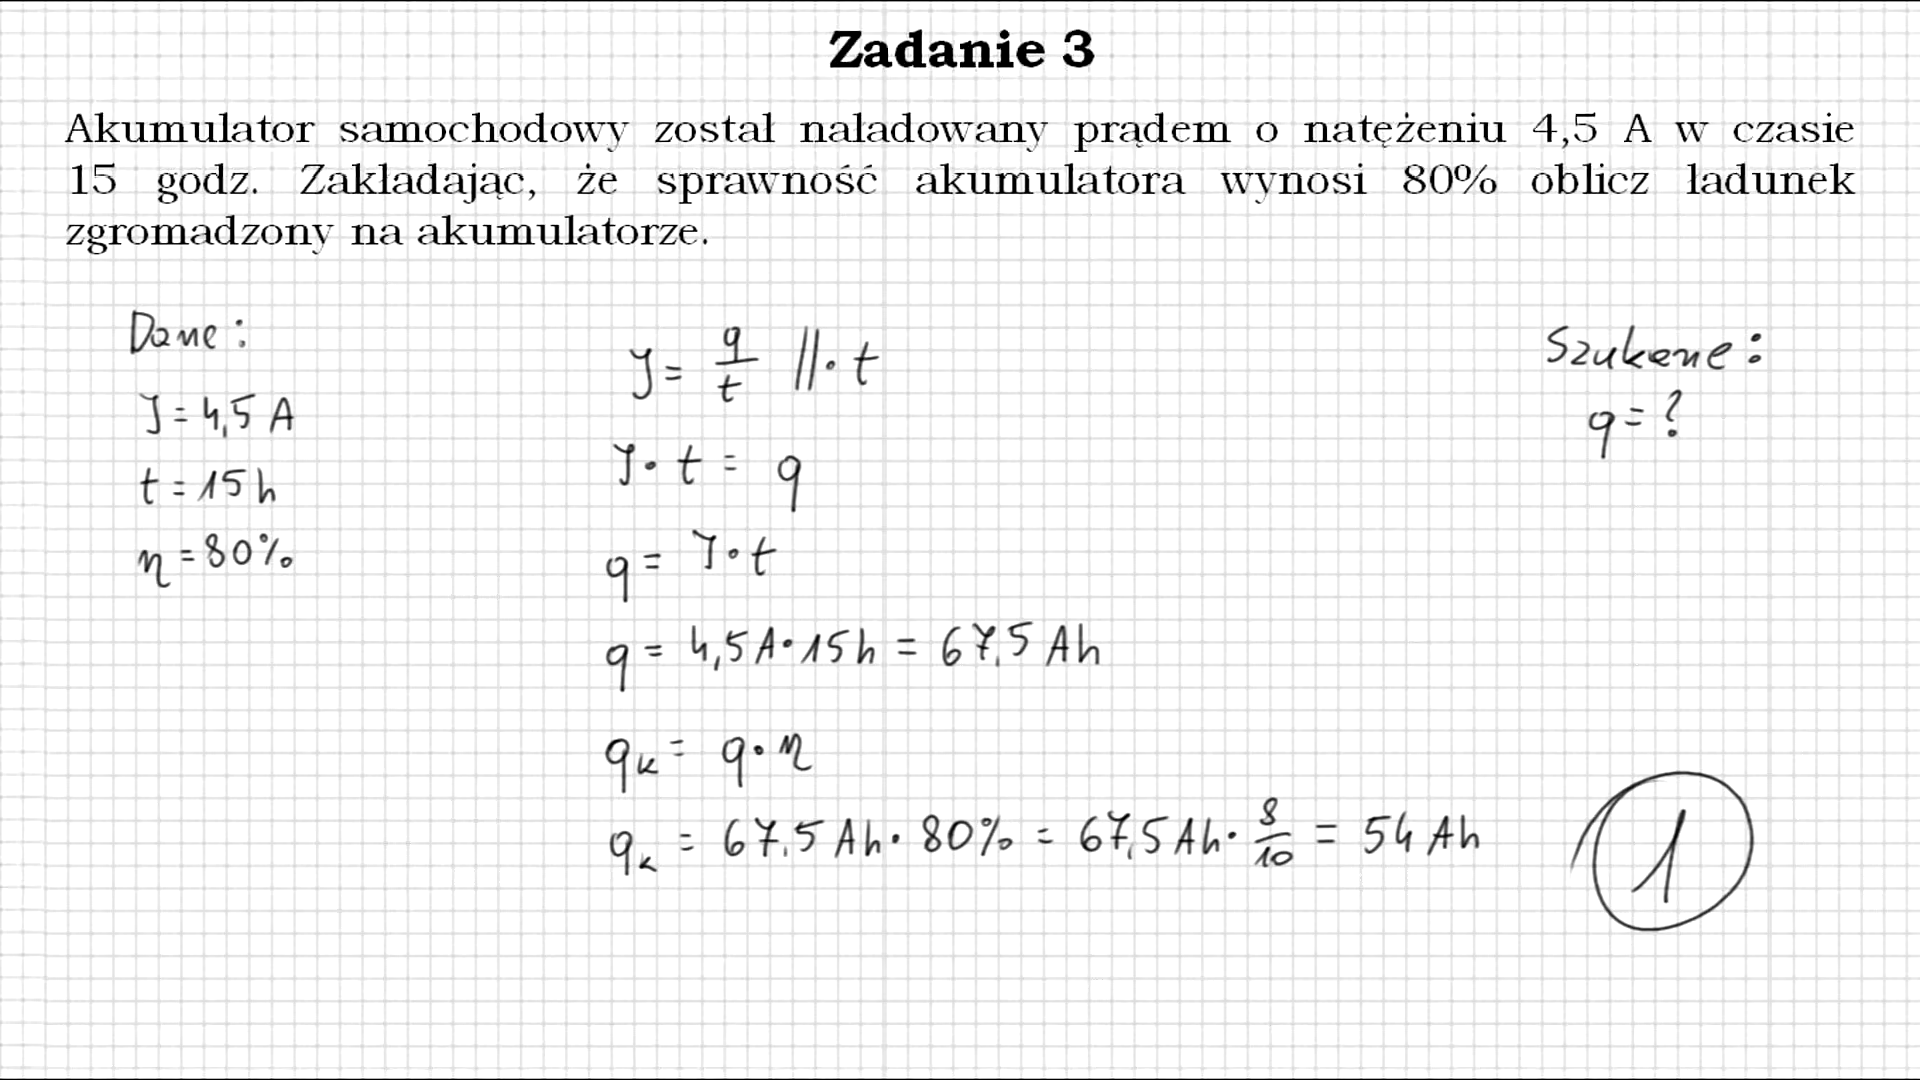 Zadanie 3
Akumulator samochodowy został naładowany prądem o natężeniu 4,5 A w czasie
15 godz. Zakładając, że sprawność akumulatora wynosi 80% oblicz ładunek
zgromadzony na akumulatorze.
Dane:
I = 4,5 A
t = 15 h
η = 80%
I = q/t //· t
I · t = q
q = I · t
q = 4,5 A · 15 h = 67,5 Ah
qk = q · η
qk = 67,5 Ah · 80% = 67,5 Ah · 8/10 = 54 Ah
Szukane:
q = ?
1